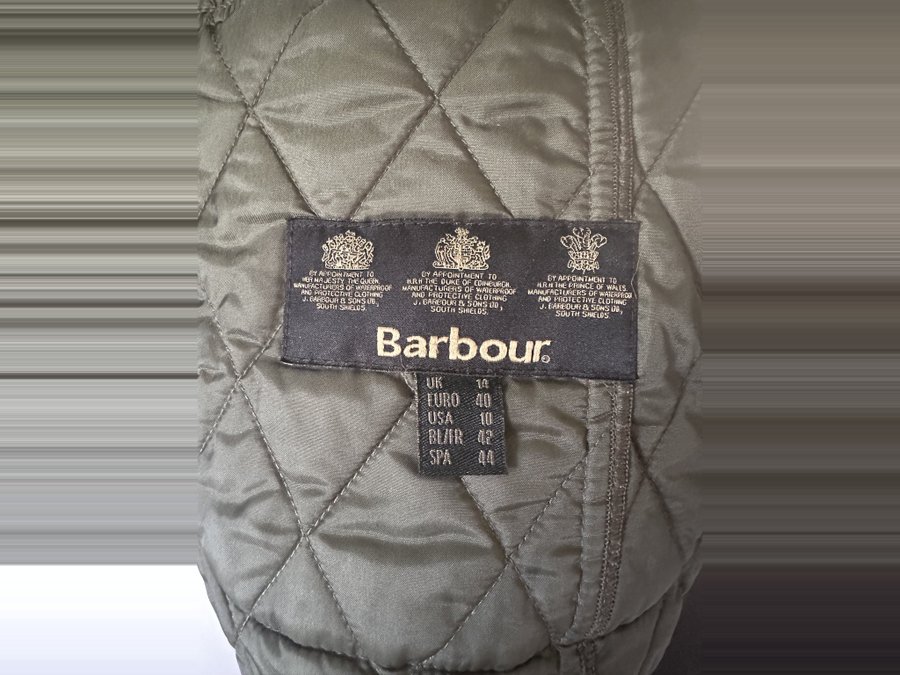 BY APPOINTMENT TO
HER MAJESTY THE QUEEN
MANUFACTURERS OF WATERPROOF
AND PROTECTIVE CLOTHING
J. BARBOUR & SONS LTD,
SOUTH SHIELDS.
BY APPOINTMENT TO
H.R.H THE DUKE OF EDINBURGH
MANUFACTURERS OF WATERPROOF
AND PROTECTIVE CLOTHING
J. BARBOUR & SONS LTD,
SOUTH SHIELDS.
BY APPOINTMENT TO
H.R.H THE PRINCE OF WALES
MANUFACTURERS OF WATERPROOF
AND PROTECTIVE CLOTHING
J. BARBOUR & SONS LTD,
SOUTH SHIELDS.
Barbour
UK 14
EURO 40
USA 10
BL/FR 42
SPA 44